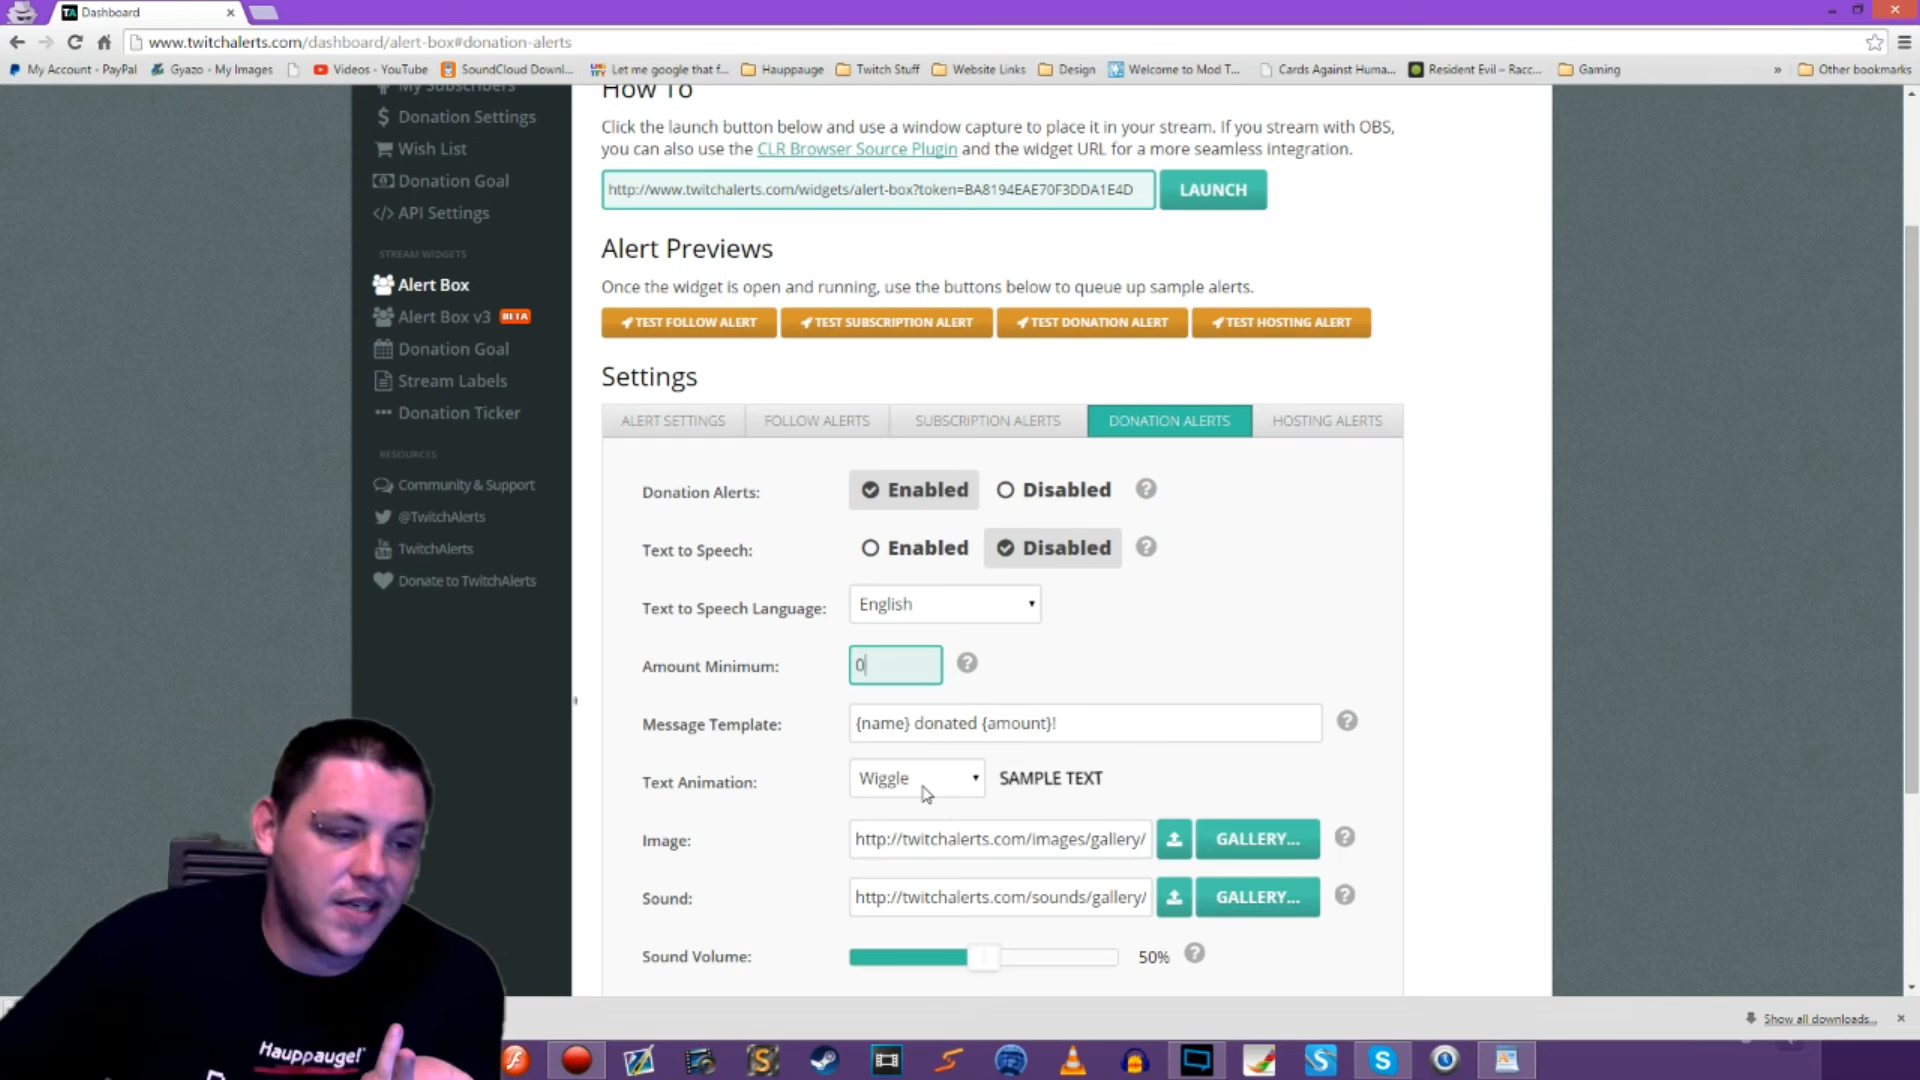 TA Dashboard
www.twitchalerts.com/dashboard/alert-box#donation-alerts
My Account - PayPal
Gyazo - My Images
Videos - YouTube
SoundCloud Downl...
Let me google that f...
Hauppauge
Twitch Stuff
Website Links
Design
Welcome to Mod T...
Cards Against Huma...
Resident Evil – Racc...
Gaming
»
Other bookmarks
My Subscribers
Donation Settings
Wish List
Donation Goal
API Settings
STREAM WIDGETS
Alert Box
Alert Box v3 BETA
Donation Goal
Stream Labels
Donation Ticker
RESOURCES
Community & Support
@TwitchAlerts
TwitchAlerts
Donate to TwitchAlerts
How To
Click the launch button below and use a window capture to place it in your stream. If you stream with OBS,
you can also use the CLR Browser Source Plugin and the widget URL for a more seamless integration.
http://www.twitchalerts.com/widgets/alert-box?token=BA8194EAE70F3DDA1E4D
LAUNCH
Alert Previews
Once the widget is open and running, use the buttons below to queue up sample alerts.
TEST FOLLOW ALERT
TEST SUBSCRIPTION ALERT
TEST DONATION ALERT
TEST HOSTING ALERT
Settings
ALERT SETTINGS
FOLLOW ALERTS
SUBSCRIPTION ALERTS
DONATION ALERTS
HOSTING ALERTS
Donation Alerts: Enabled Disabled ?
Text to Speech: Enabled Disabled ?
Text to Speech Language: English
Amount Minimum: 0 ?
Message Template: {name} donated {amount}! ?
Text Animation: Wiggle SAMPLE TEXT
Image: http://twitchalerts.com/images/gallery/ GALLERY... ?
Sound: http://twitchalerts.com/sounds/gallery/ GALLERY... ?
Sound Volume: 50% ?
Show all downloads...
Hauppauge!